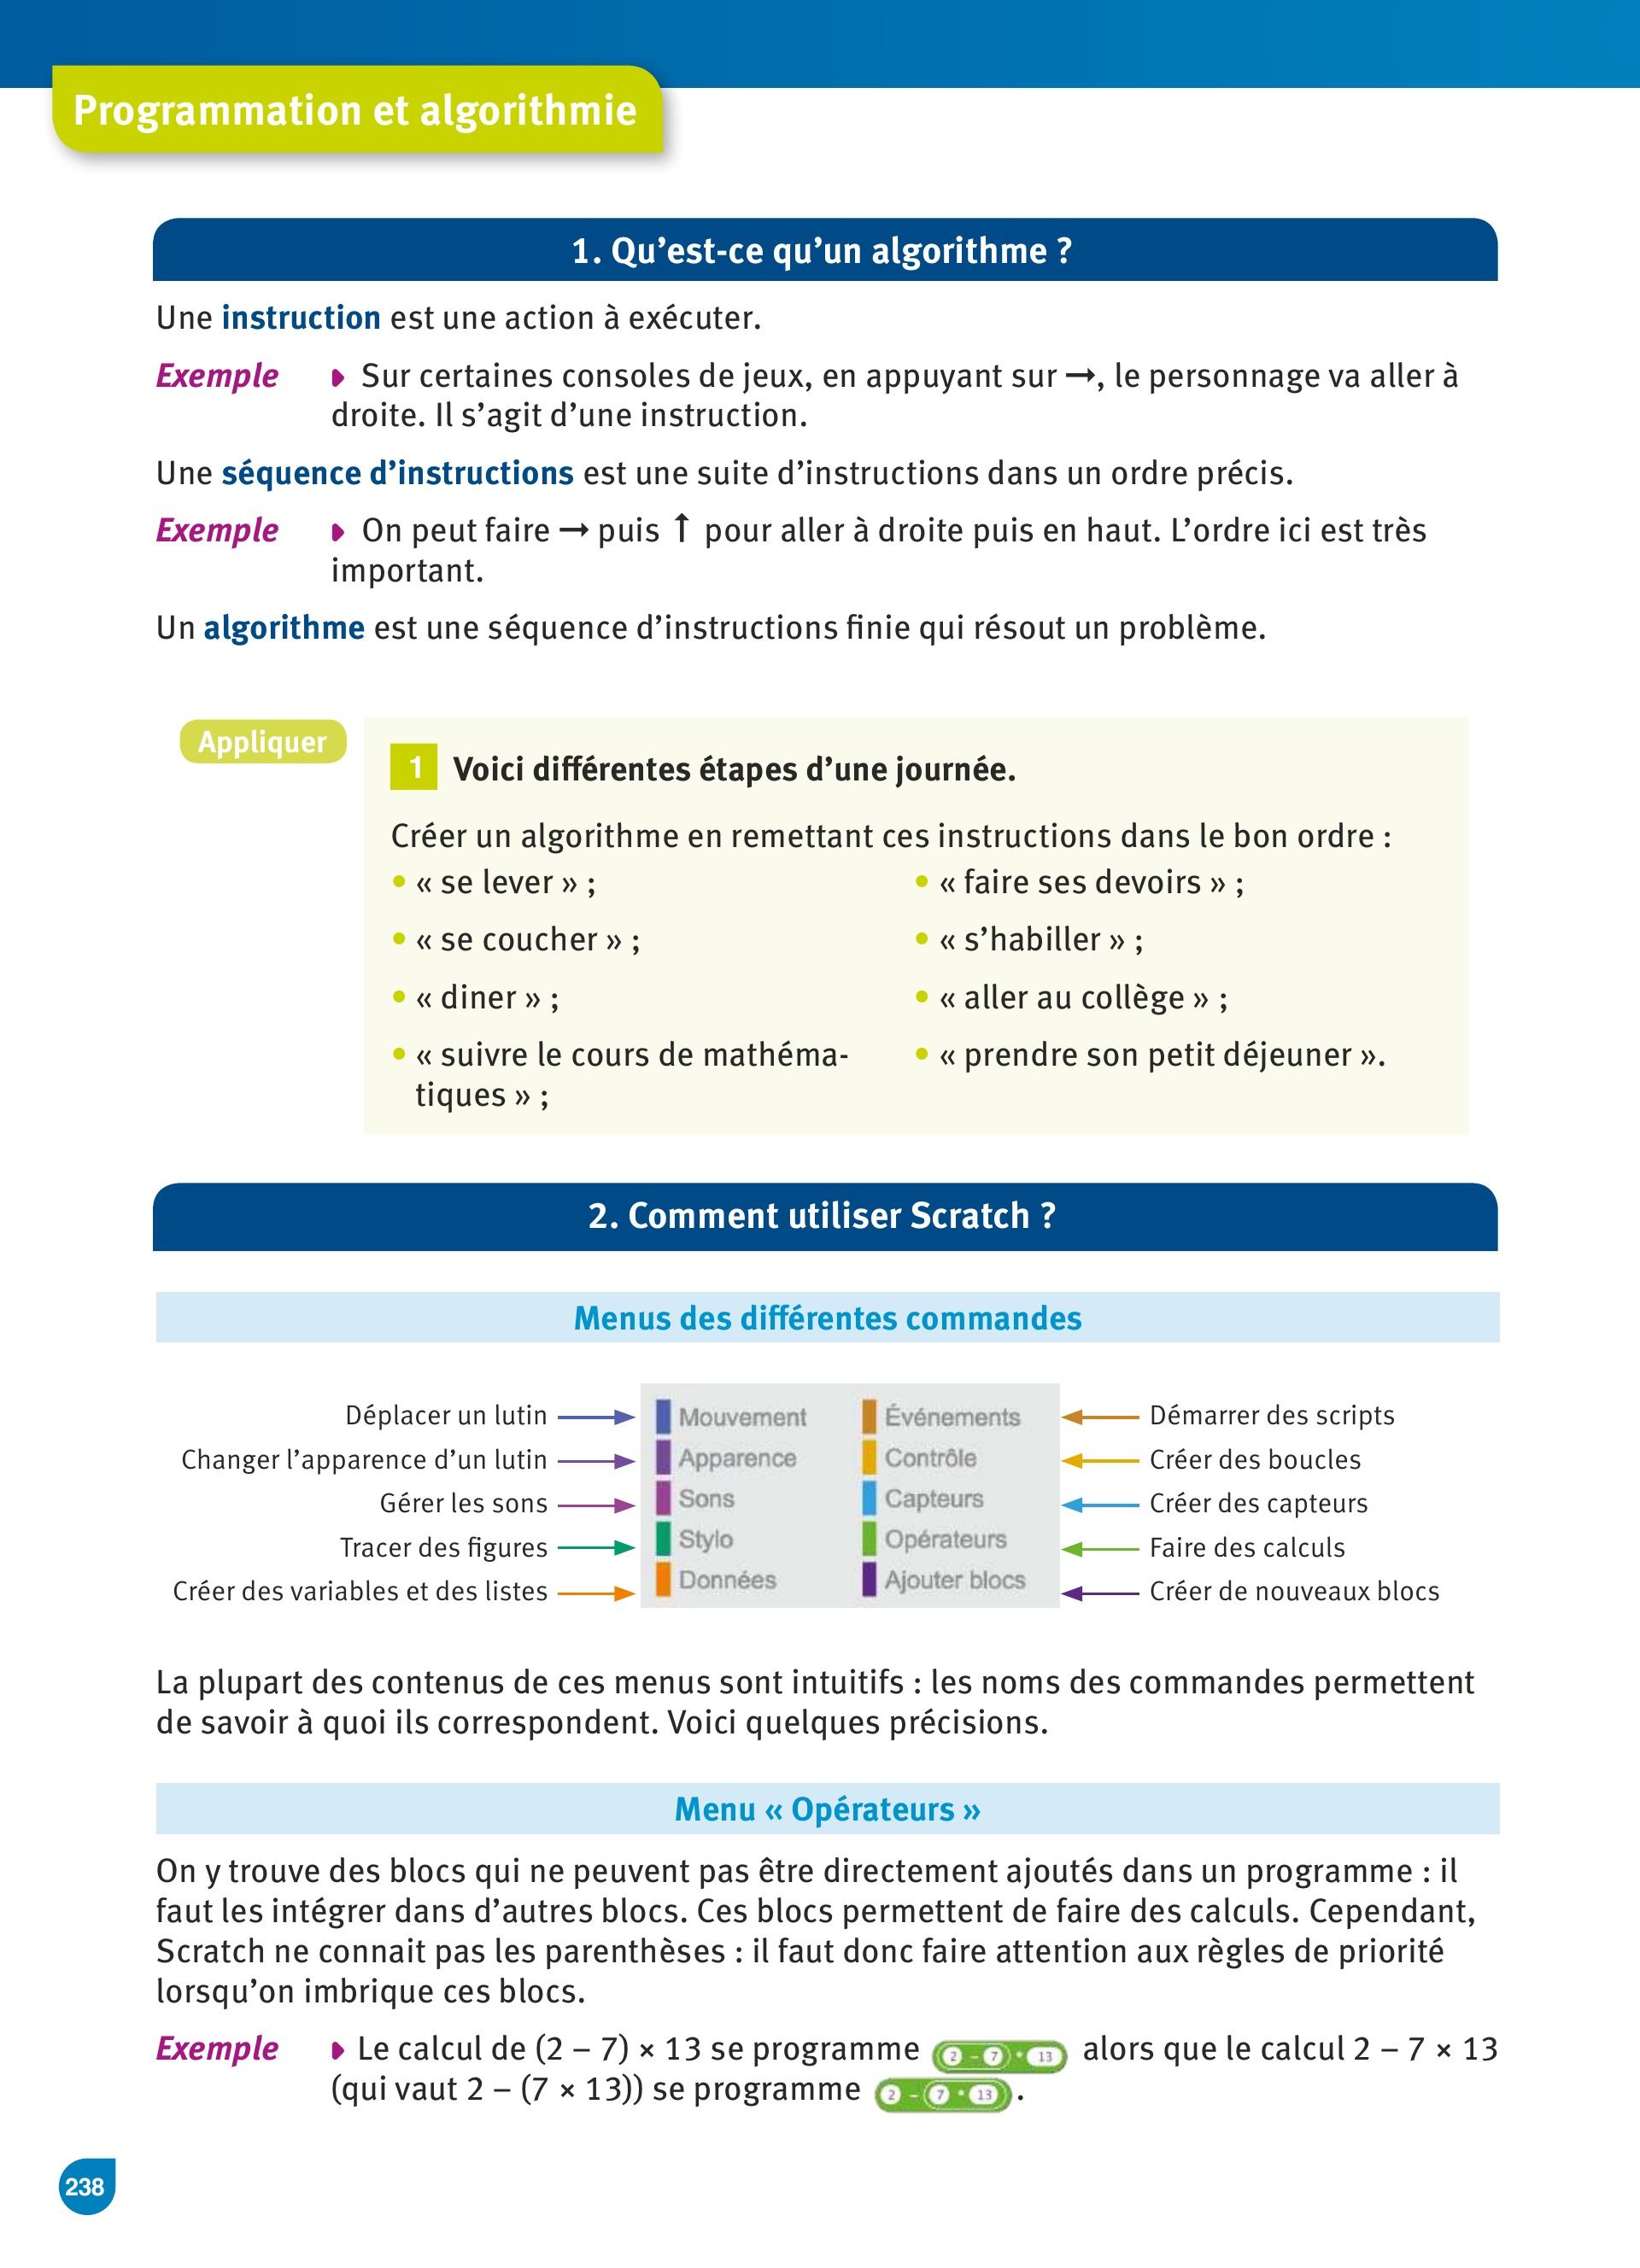 Programmation et algorithmie
1. Qu’est-ce qu’un algorithme ?
Une instruction est une action à exécuter.
Exemple ◗ Sur certaines consoles de jeux, en appuyant sur →, le personnage va aller à
droite. Il s’agit d’une instruction.
Une séquence d’instructions est une suite d’instructions dans un ordre précis.
Exemple ◗ On peut faire → puis ↑ pour aller à droite puis en haut. L’ordre ici est très
important.
Un algorithme est une séquence d’instructions finie qui résout un problème.
Appliquer
1 Voici différentes étapes d’une journée.
Créer un algorithme en remettant ces instructions dans le bon ordre :
• « se lever » ;
• « se coucher » ;
• « diner » ;
• « suivre le cours de mathéma-
tiques » ;
• « faire ses devoirs » ;
• « s’habiller » ;
• « aller au collège » ;
• « prendre son petit déjeuner ».
2. Comment utiliser Scratch ?
Menus des différentes commandes
Déplacer un lutin Mouvement Événements Démarrer des scripts
Changer l’apparence d’un lutin Apparence Contrôle Créer des boucles
Gérer les sons Sons Capteurs Créer des capteurs
Tracer des figures Stylo Opérateurs Faire des calculs
Créer des variables et des listes Données Ajouter blocs Créer de nouveaux blocs
La plupart des contenus de ces menus sont intuitifs : les noms des commandes permettent
de savoir à quoi ils correspondent. Voici quelques précisions.
Menu « Opérateurs »
On y trouve des blocs qui ne peuvent pas être directement ajoutés dans un programme : il
faut les intégrer dans d’autres blocs. Ces blocs permettent de faire des calculs. Cependant,
Scratch ne connait pas les parenthèses : il faut donc faire attention aux règles de priorité
lorsqu’on imbrique ces blocs.
Exemple ◗ Le calcul de (2 – 7) × 13 se programme 2 - 7 * 13 alors que le calcul 2 – 7 × 13
(qui vaut 2 – (7 × 13)) se programme 2 - 7 * 13 .
238